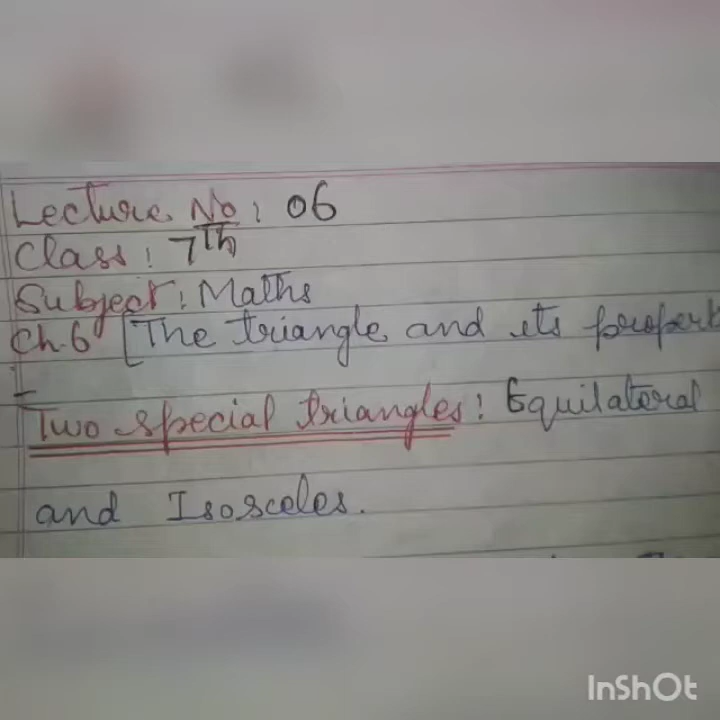 Lecture No: 06
Class: 7th
Subject: Maths
Ch.6 [The triangle and its propert
Two special triangles: Equilateral
and Isosceles.
InShOt